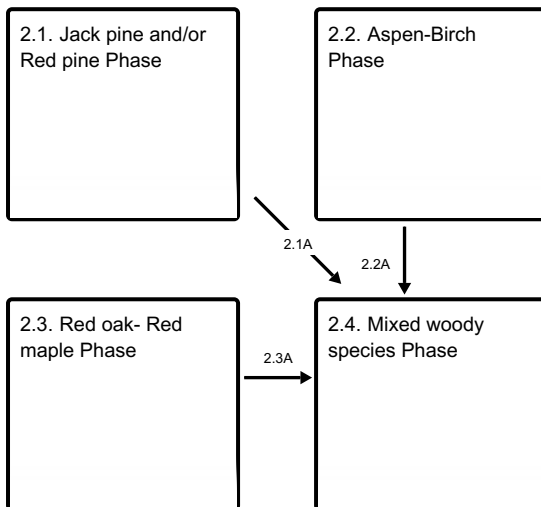 2.1. Jack pine and/or
Red pine Phase
2.2. Aspen-Birch
Phase
2.1A
2.2A
2.3. Red oak- Red
maple Phase
2.3A
2.4. Mixed woody
species Phase